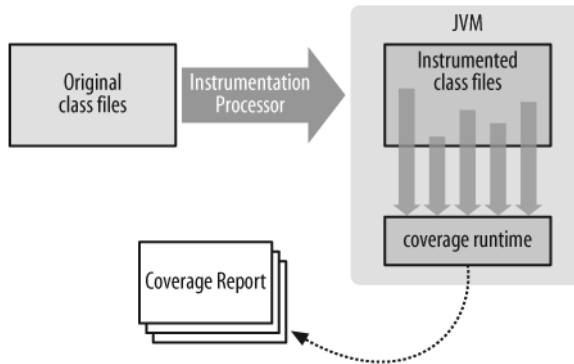 JVM
Original
class files
Instrumentation
Processor
Instrumented
class files
coverage runtime
Coverage Report